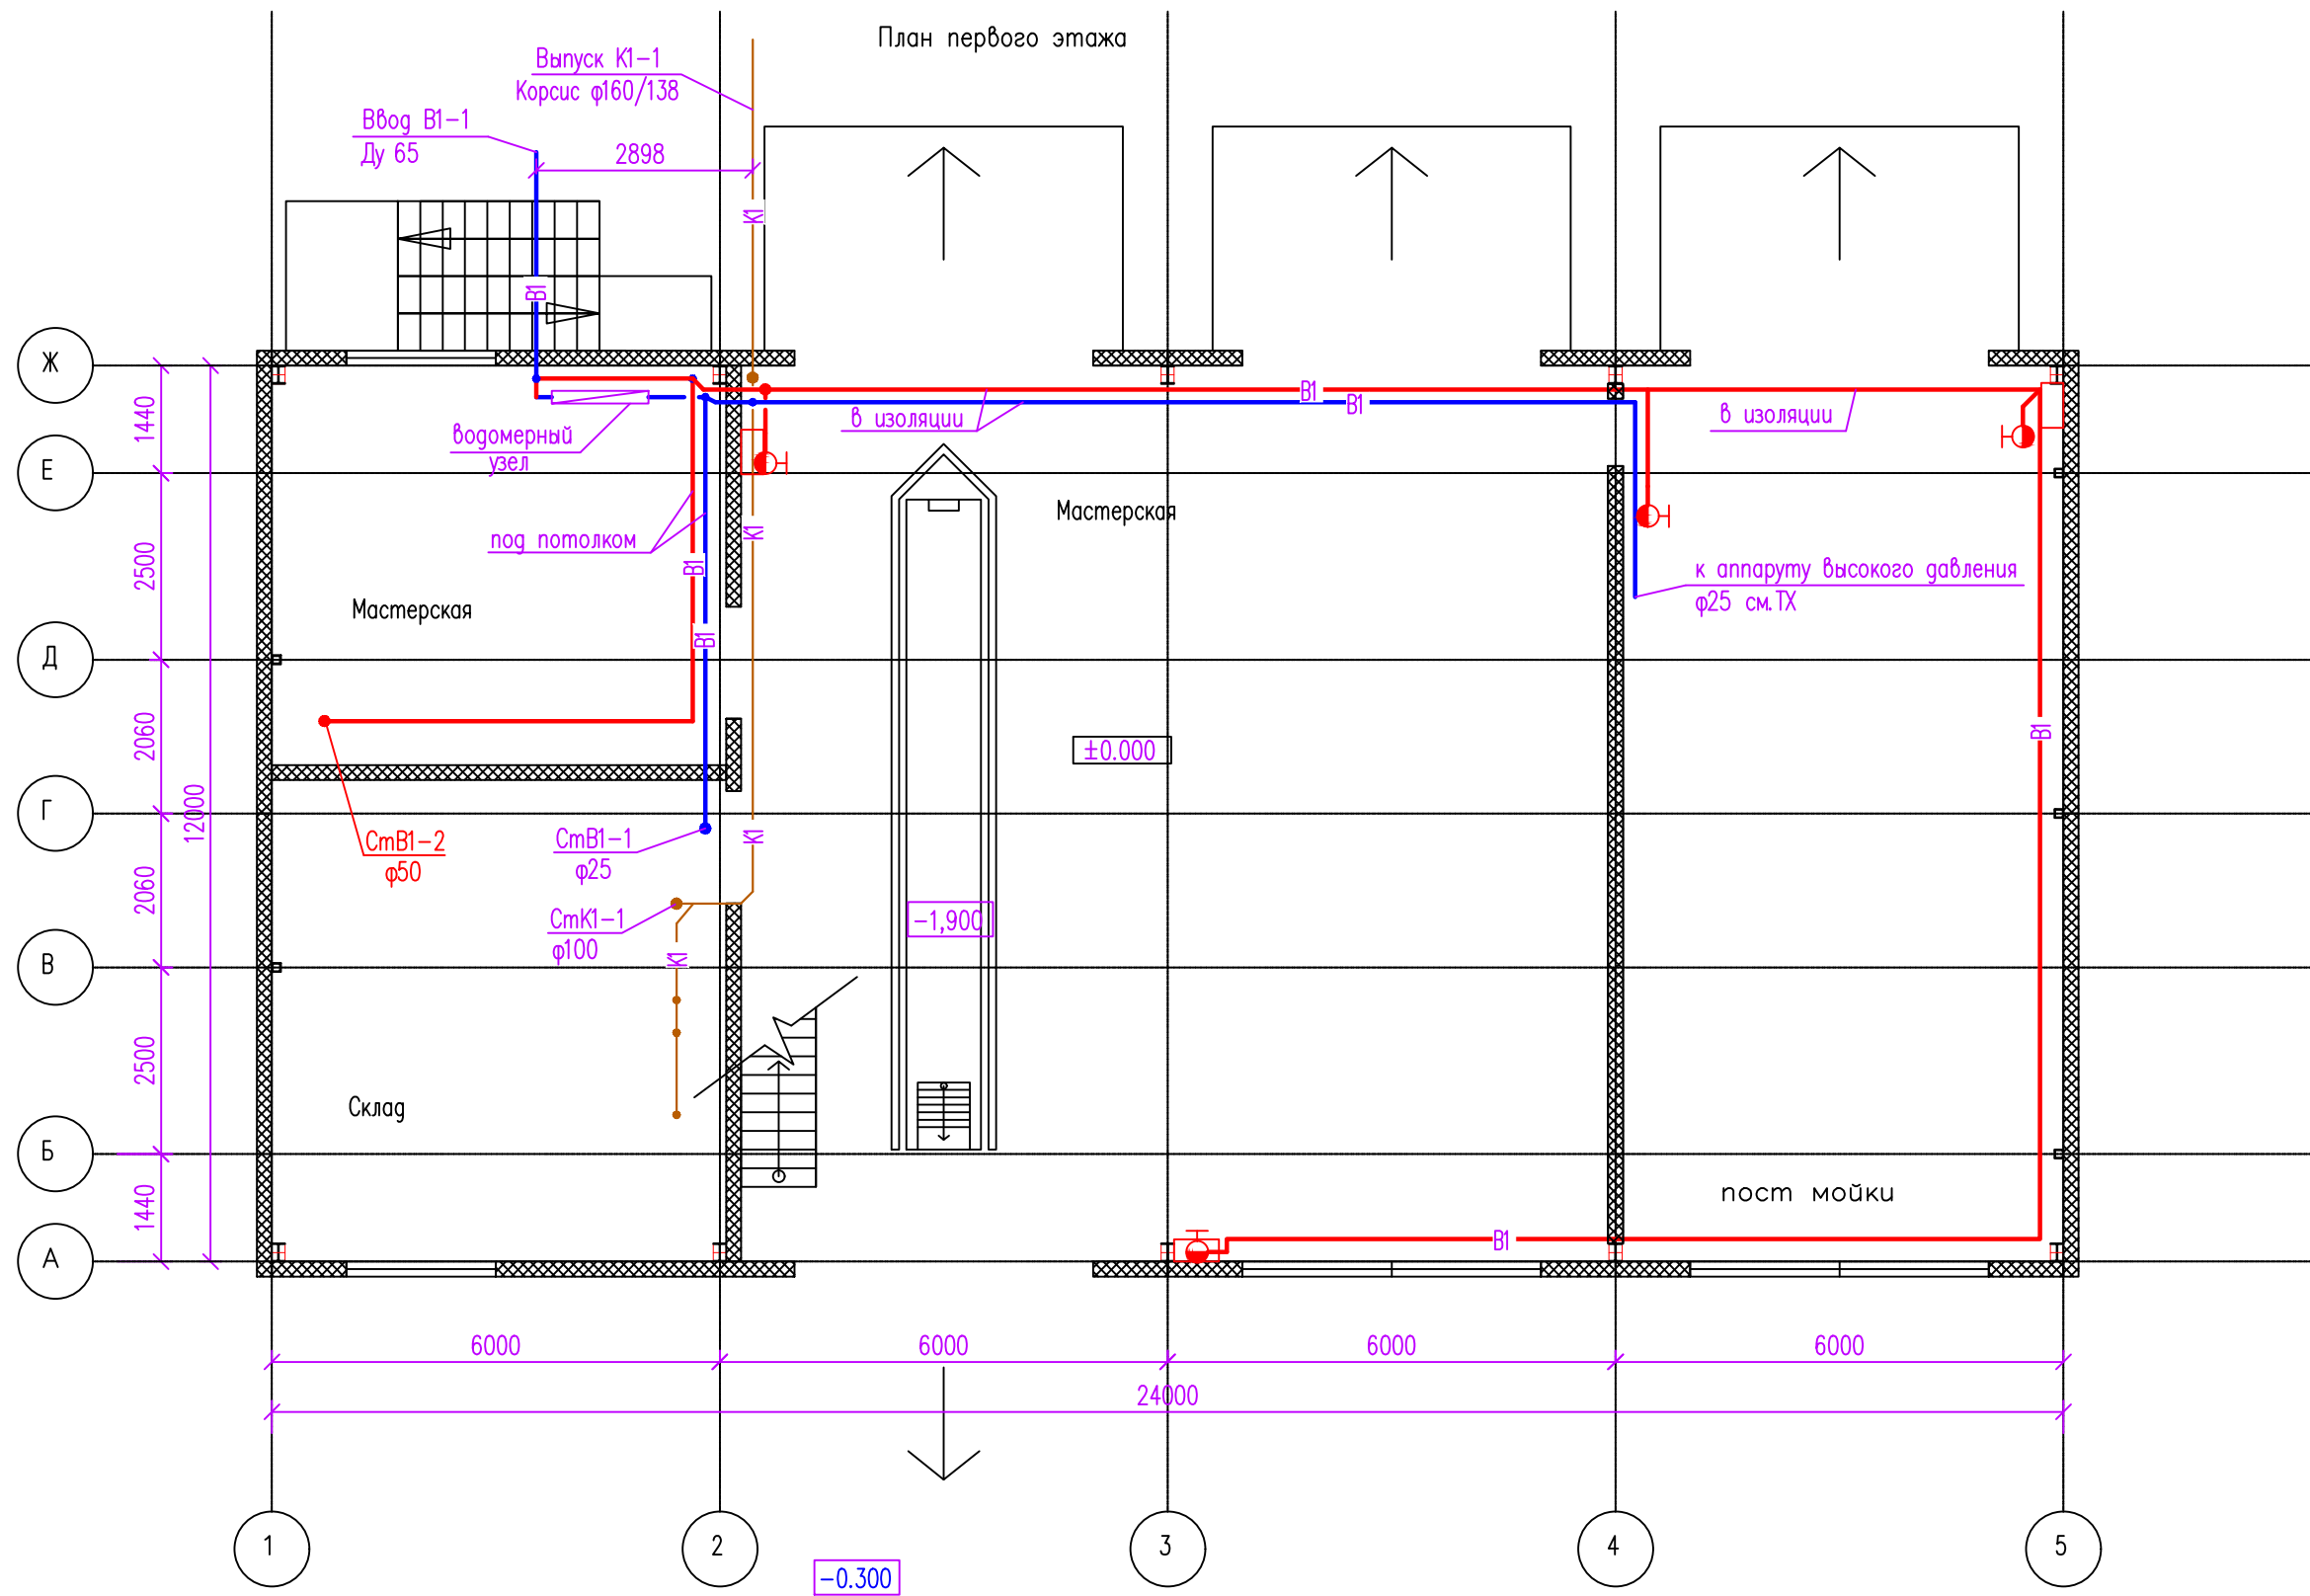 План первого этажа
Выпуск К1-1
Корсис φ160/138
Ввод В1-1
Ду 65
2898
К1
В1
Ж
Е
Д
Г
В
Б
А
1440
2500
2060
2060
2500
1440
12000
водомерный
узел
в изоляции
В1
В1
в изоляции
под потолком
В1
В1
К1
Мастерская
Мастерская
к аппаруту высокого давления
φ25 см.ТХ
В1
±0.000
СтВ1-2
φ50
СтВ1-1
φ25
К1
СтК1-1
φ100
К1
-1,900
Склад
пост мойки
В1
6000
6000
6000
6000
24000
1
2
3
4
5
-0.300